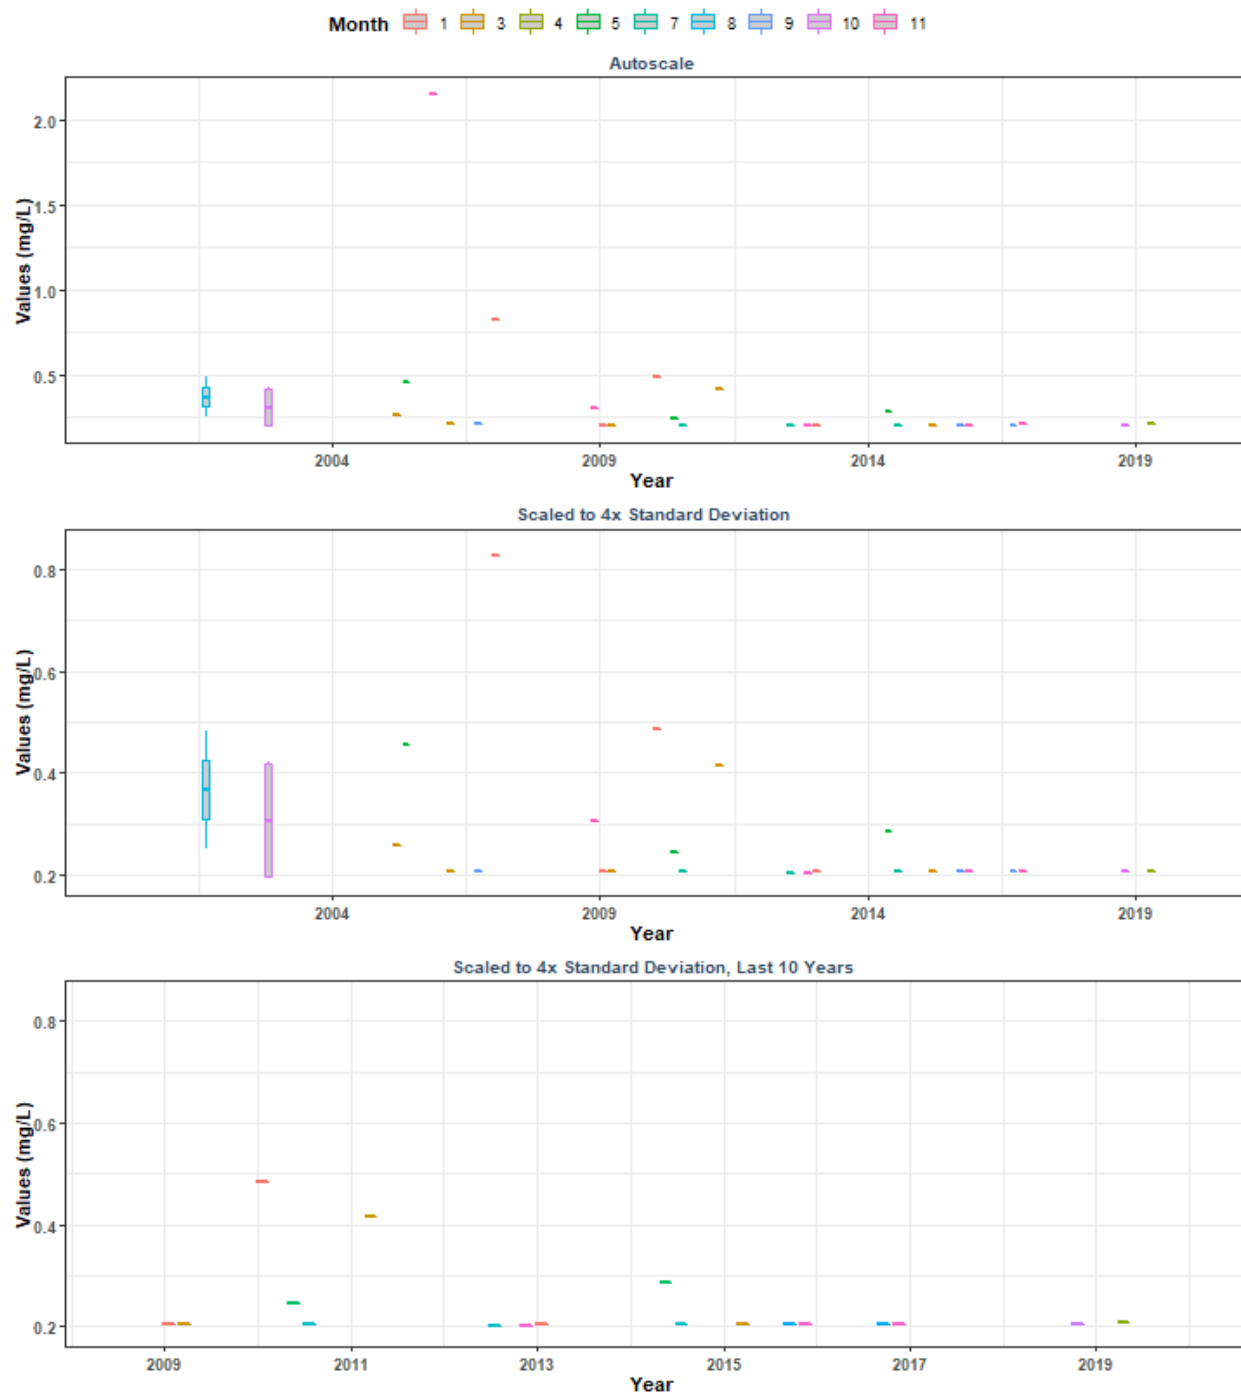 Month 1 3 4 5 7 8 9 10 11
Autoscale
Values (mg/L)
2.0
1.5
1.0
0.5
2004 2009 2014 2019
Year
Scaled to 4x Standard Deviation
Values (mg/L)
0.8
0.6
0.4
0.2
2004 2009 2014 2019
Year
Scaled to 4x Standard Deviation, Last 10 Years
Values (mg/L)
0.8
0.6
0.4
0.2
2009 2011 2013 2015 2017 2019
Year